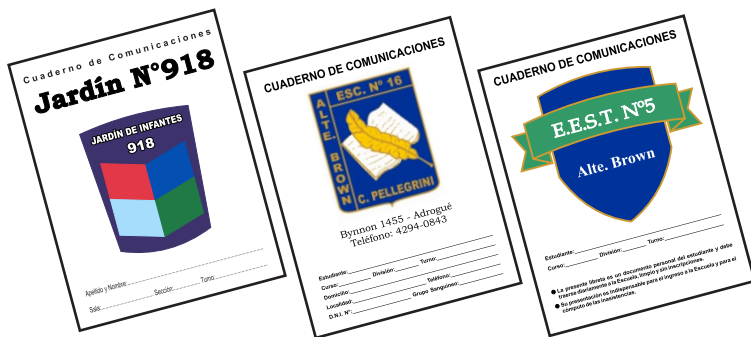 Cuaderno de Comunicaciones
Jardín N°918
JARDÍN DE INFANTES
918
Apellido y Nombre:
Sala: Sección: Turno:
CUADERNO DE COMUNICACIONES
ESC. Nº 16
ALTE. BROWN
C. PELLEGRINI
Bynnon 1455 - Adrogué
Teléfono: 4294-0843
Estudiante:
Curso: División: Turno:
Domicilio:
Localidad: Teléfono:
D.N.I. Nº: Grupo Sanguíneo:
CUADERNO DE COMUNICACIONES
E.E.S.T. Nº5
Alte. Brown
Estudiante:
Curso: División: Turno:
● La presente libreta es un documento personal del estudiante y debe
traerse diariamente a la Escuela, limpio y sin inscripciones.
● Su presentación es indispensable para el ingreso a la Escuela y para el
cómputo de las inasistencias.